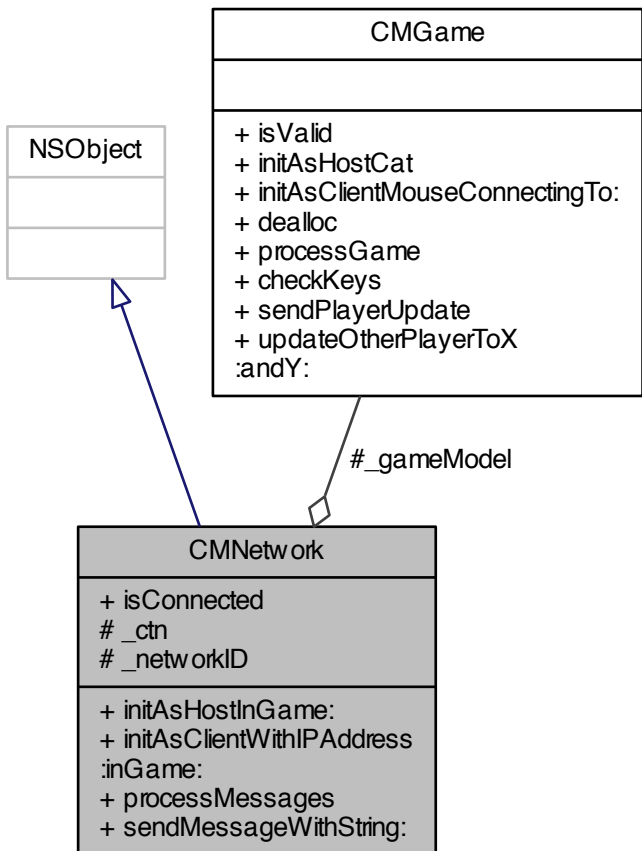 CMGame
+ isValid
+ initAsHostCat
+ initAsClientMouseConnectingTo:
+ dealloc
+ processGame
+ checkKeys
+ sendPlayerUpdate
+ updateOtherPlayerToX
:andY:
NSObject
#_gameModel
CMNetwork
+ isConnected
# _ctn
# _networkID
+ initAsHostInGame:
+ initAsClientWithIPAddress
:inGame:
+ processMessages
+ sendMessageWithString: